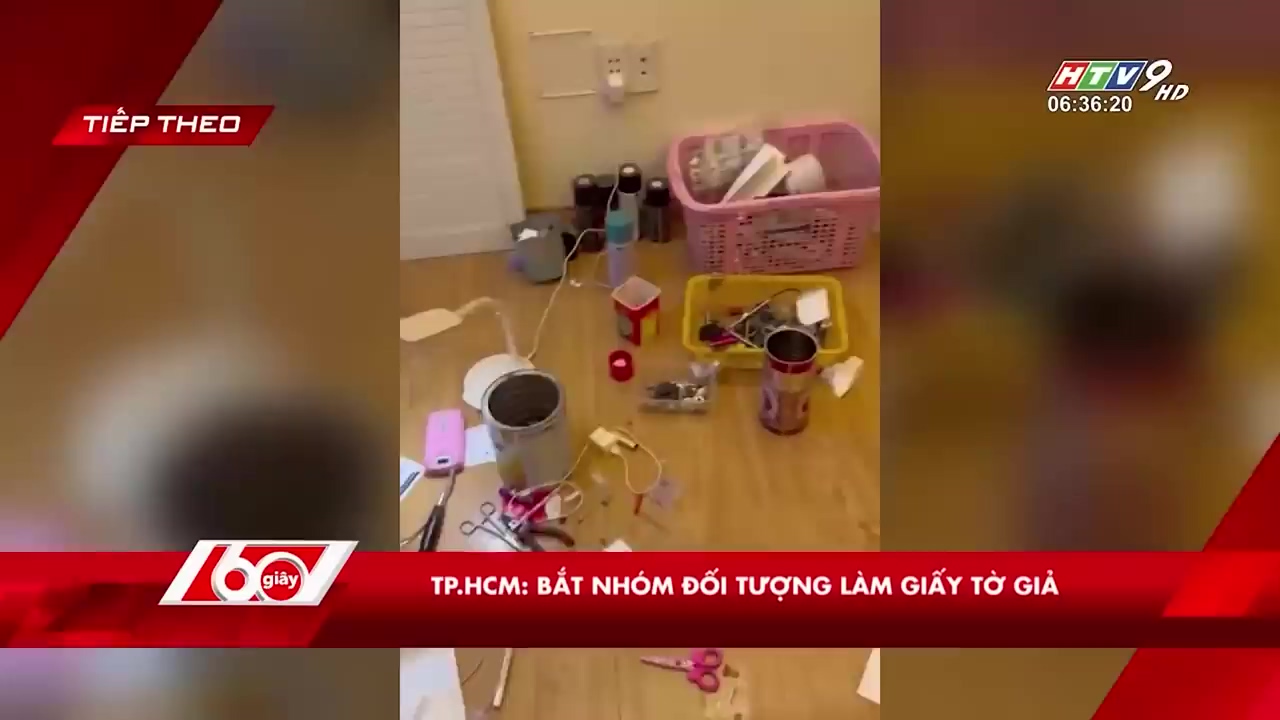 TIẾP THEO
HTV9 HD
06:36:20
60 giây
TP.HCM: BẮT NHÓM ĐỐI TƯỢNG LÀM GIẤY TỜ GIẢ